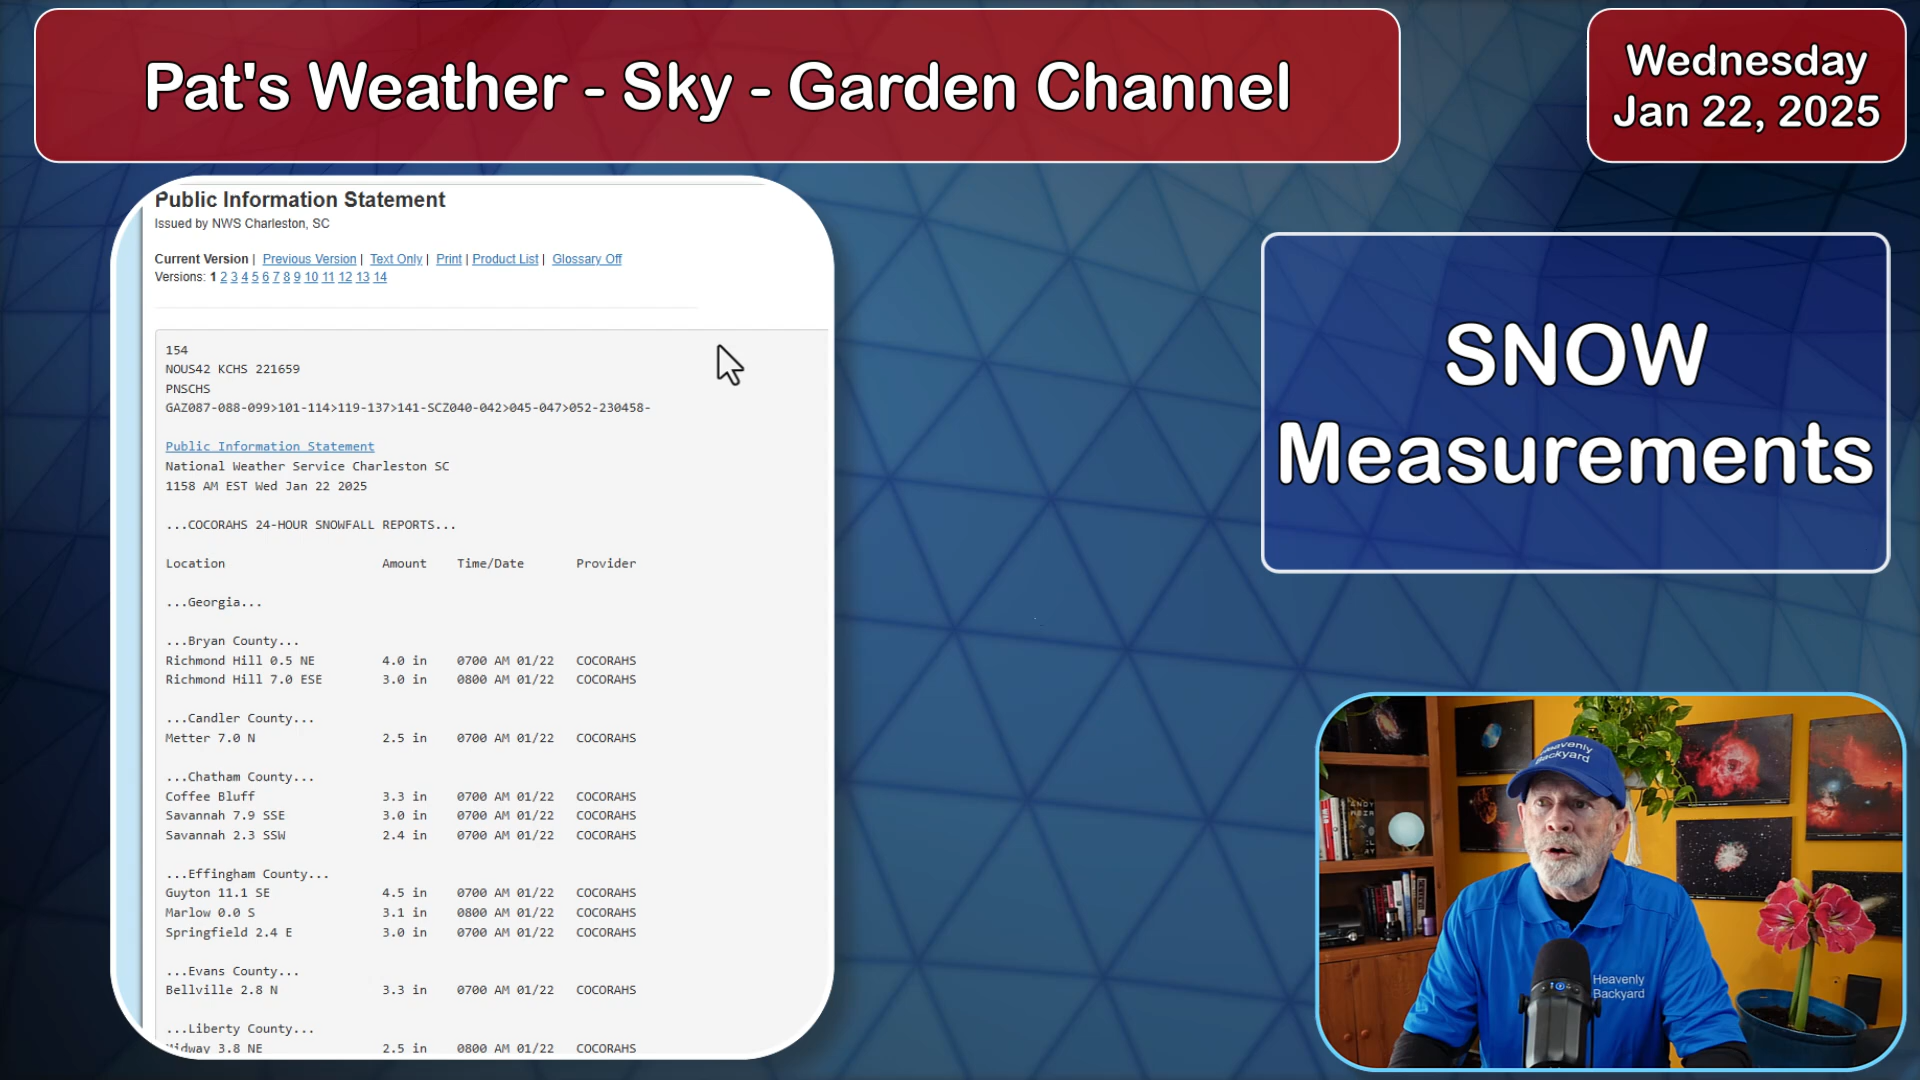 Pat's Weather - Sky - Garden Channel
Wednesday
Jan 22, 2025
Public Information Statement
Issued by NWS Charleston, SC
Current Version | Previous Version | Text Only | Print | Product List | Glossary Off
Versions: 1 2 3 4 5 6 7 8 9 10 11 12 13 14
154
NOUS42 KCHS 221659
PNSCHS
GAZ087-088-099>101-114>119-137>141-SCZ040-042>045-047>052-230458-
Public Information Statement
National Weather Service Charleston SC
1158 AM EST Wed Jan 22 2025
...COCORAHS 24-HOUR SNOWFALL REPORTS...
Location Amount Time/Date Provider
...Georgia...
...Bryan County...
Richmond Hill 0.5 NE 4.0 in 0700 AM 01/22 COCORAHS
Richmond Hill 7.0 ESE 3.0 in 0800 AM 01/22 COCORAHS
...Candler County...
Metter 7.0 N 2.5 in 0700 AM 01/22 COCORAHS
...Chatham County...
Coffee Bluff 3.3 in 0700 AM 01/22 COCORAHS
Savannah 7.9 SSE 3.0 in 0700 AM 01/22 COCORAHS
Savannah 2.3 SSW 2.4 in 0700 AM 01/22 COCORAHS
...Effingham County...
Guyton 11.1 SE 4.5 in 0700 AM 01/22 COCORAHS
Marlow 0.0 S 3.1 in 0800 AM 01/22 COCORAHS
Springfield 2.4 E 3.0 in 0700 AM 01/22 COCORAHS
...Evans County...
Bellville 2.8 N 3.3 in 0700 AM 01/22 COCORAHS
...Liberty County...
Midway 3.8 NE 2.5 in 0800 AM 01/22 COCORAHS
SNOW
Measurements
Heavenly
Backyard
ANDY
Heavenly
Backyard